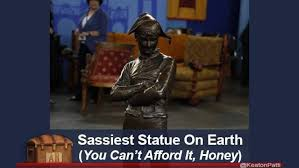 Sassiest Statue On Earth
(You Can't Afford It, Honey)
@KeatonPatti